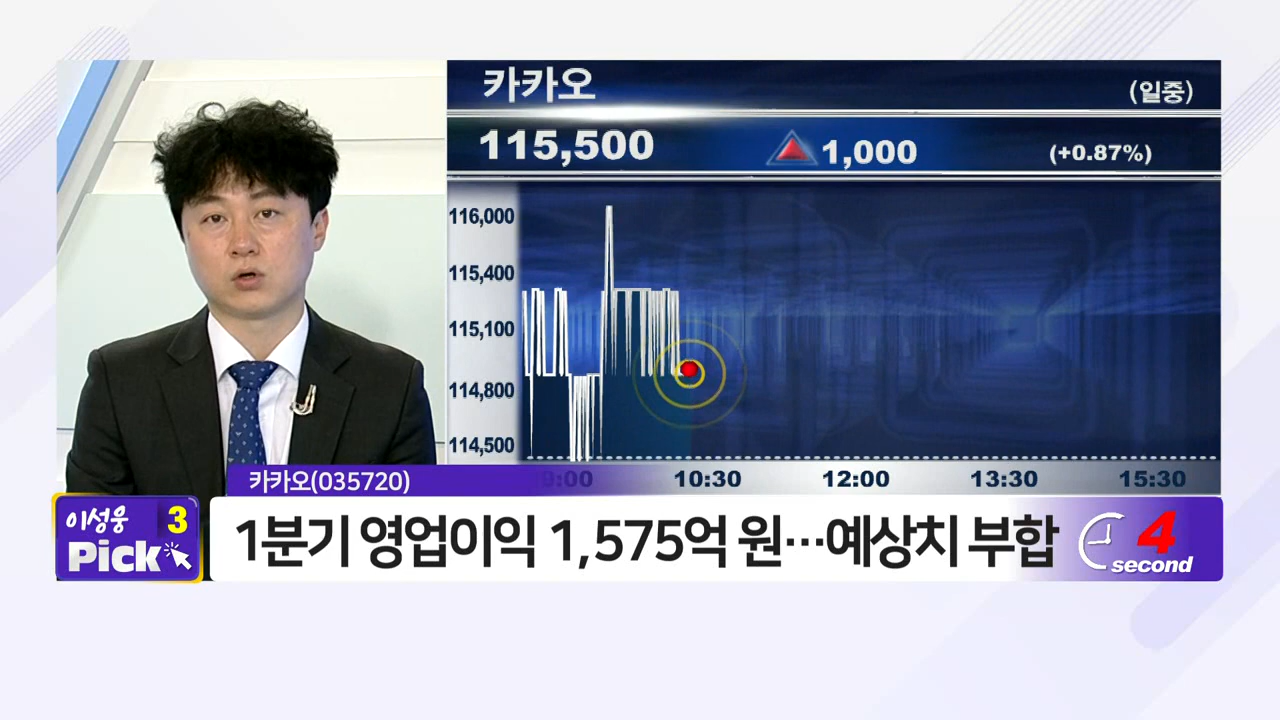 카카오
(일중)
115,500
1,000
(+0.87%)
116,000
115,400
115,100
114,800
114,500
9:00
10:30
12:00
13:30
15:30
카카오(035720)
이성웅
3
Pick
1분기 영업이익 1,575억 원…예상치 부합
4
second